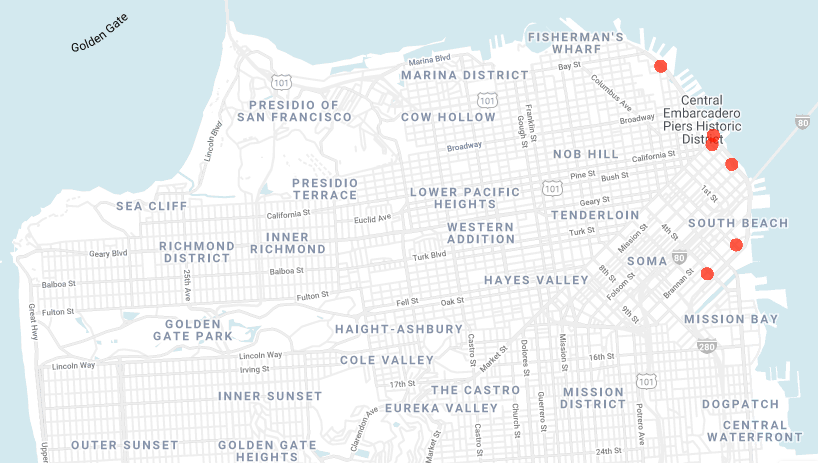 Golden Gate
FISHERMAN'S
WHARF
Marina Blvd
Bay St
MARINA DISTRICT
101
Columbus Ave
Central
Embarcadero
Piers Historic
District
PRESIDIO OF
SAN FRANCISCO
101
COW HOLLOW
Franklin St
Gough St
Broadway
80
Lincoln Blvd
Broadway
NOB HILL
California St
Pine St
Bush St
PRESIDIO
TERRACE
LOWER PACIFIC
HEIGHTS
101
1st St
SEA CLIFF
California St
Euclid Ave
Geary St
TENDERLOIN
SOUTH BEACH
WESTERN
ADDITION
Turk St
Mission St
4th St
RICHMOND
DISTRICT
INNER
RICHMOND
Geary Blvd
Turk Blvd
SOMA
80
Balboa St
Balboa St
25th Ave
HAYES VALLEY
8th St
Folsom St
Brannan St
Fulton St
Fulton St
Fell St
Oak St
9th St
Great Hwy
GOLDEN
GATE PARK
HAIGHT-ASHBURY
MISSION BAY
280
Lincoln Way
Lincoln Way
Irving St
COLE VALLEY
Castro St
Market St
Dolores St
Mission St
16th St
17th St
THE CASTRO
101
INNER SUNSET
EUREKA VALLEY
MISSION
DISTRICT
DOGPATCH
Clarendon Ave
Church St
Guerrero St
Potrero Ave
CENTRAL
WATERFRONT
OUTER SUNSET
GOLDEN GATE
HEIGHTS
Upper
Market St
Castro St
24th St